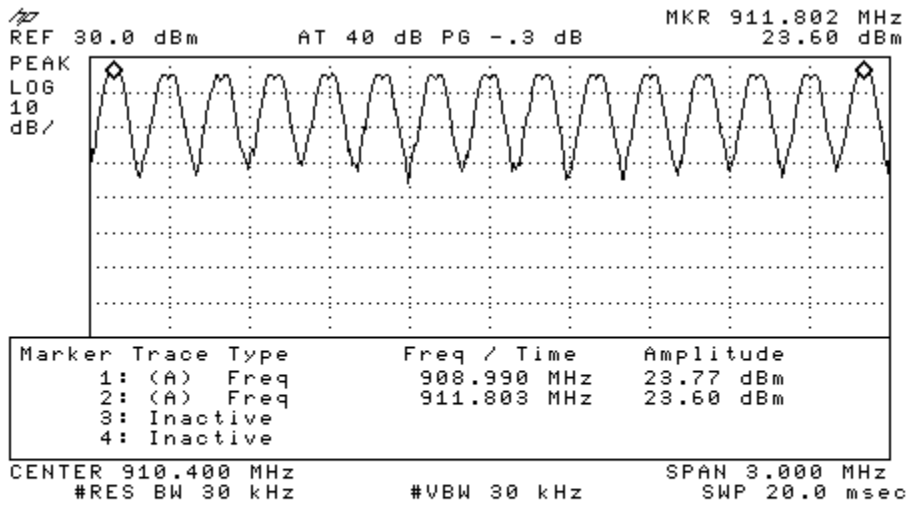 hp MKR 911.802 MHz
REF 30.0 dBm AT 40 dB PG -.3 dB 23.60 dBm
PEAK
LOG
10
dB/
Marker Trace Type Freq / Time Amplitude
1: (A) Freq 908.990 MHz 23.77 dBm
2: (A) Freq 911.803 MHz 23.60 dBm
3: Inactive
4: Inactive
CENTER 910.400 MHz SPAN 3.000 MHz
#RES BW 30 kHz #VBW 30 kHz SWP 20.0 msec